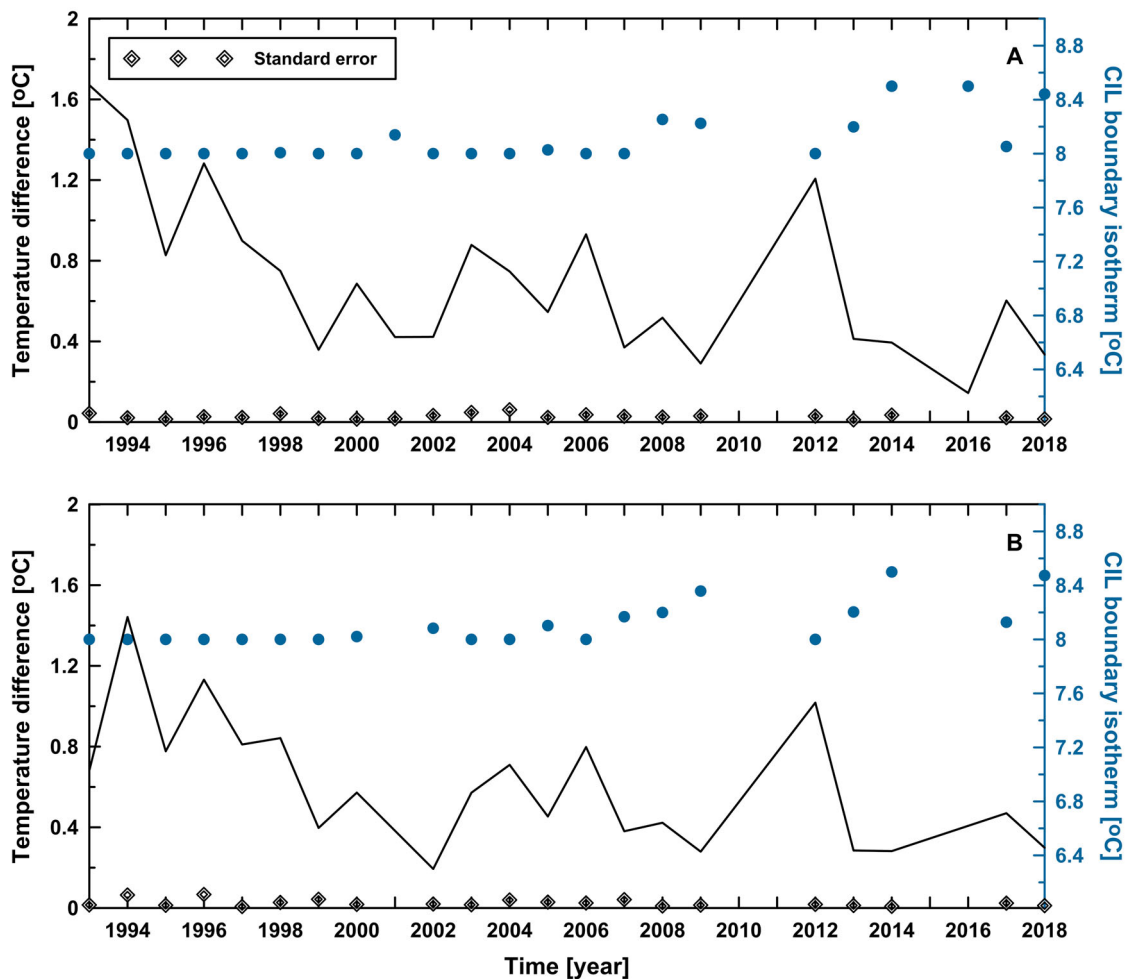 Temperature difference [ºC]
2
1.6
1.2
0.8
0.4
0
Standard error
A
8.8
8.4
8
7.6
7.2
6.8
6.4
CIL boundary isotherm [ºC]
1994 1996 1998 2000 2002 2004 2006 2008 2010 2012 2014 2016 2018
Temperature difference [ºC]
2
1.6
1.2
0.8
0.4
0
B
8.8
8.4
8
7.6
7.2
6.8
6.4
CIL boundary isotherm [ºC]
1994 1996 1998 2000 2002 2004 2006 2008 2010 2012 2014 2016 2018
Time [year]